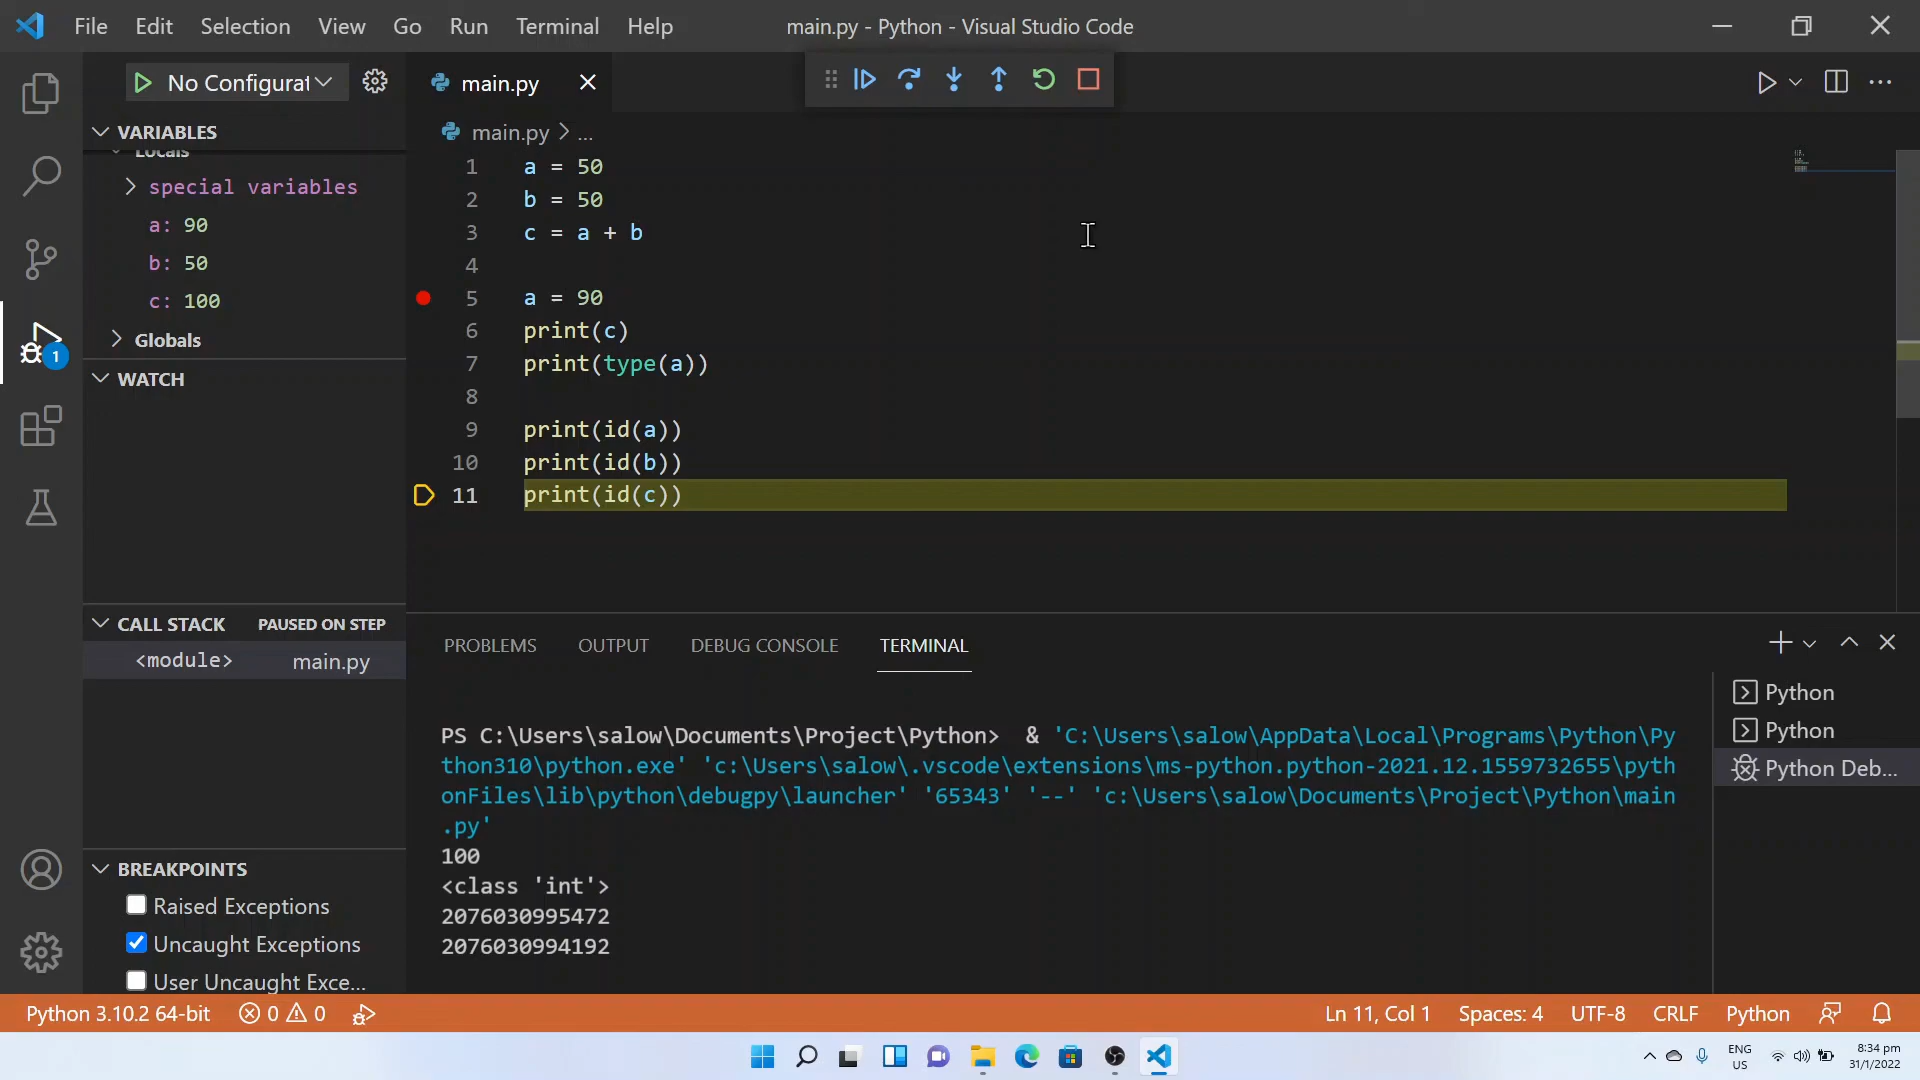 File Edit Selection View Go Run Terminal Help main.py - Python - Visual Studio Code
No Configurat
main.py
VARIABLES
Locals
special variables
a: 90
b: 50
c: 100
Globals
WATCH
CALL STACK PAUSED ON STEP
<module> main.py
BREAKPOINTS
Raised Exceptions
Uncaught Exceptions
User Uncaught Exce...
1
main.py > ...
1 a = 50
2 b = 50
3 c = a + b
4
5 a = 90
6 print(c)
7 print(type(a))
8
9 print(id(a))
10 print(id(b))
11 print(id(c))
PROBLEMS OUTPUT DEBUG CONSOLE TERMINAL
PS C:\Users\salow\Documents\Project\Python>  & 'C:\Users\salow\AppData\Local\Programs\Python\Py
thon310\python.exe' 'c:\Users\salow\.vscode\extensions\ms-python.python-2021.12.1559732655\pyth
onFiles\lib\python\debugpy\launcher' '65343' '--' 'c:\Users\salow\Documents\Project\Python\main
.py'
100
<class 'int'>
2076030995472
2076030994192
Python
Python
Python Deb...
Python 3.10.2 64-bit 0 0 Ln 11, Col 1 Spaces: 4 UTF-8 CRLF Python
ENG
US
8:34 pm
31/1/2022